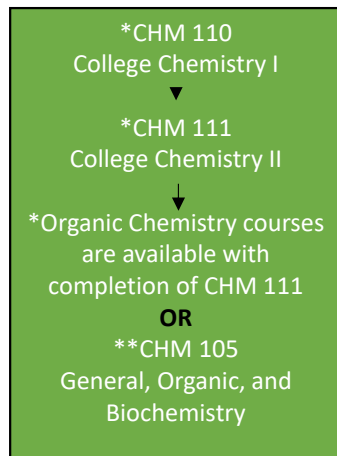 *CHM 110
College Chemistry I
*CHM 111
College Chemistry II
*Organic Chemistry courses
are available with
completion of CHM 111
OR
**CHM 105
General, Organic, and
Biochemistry